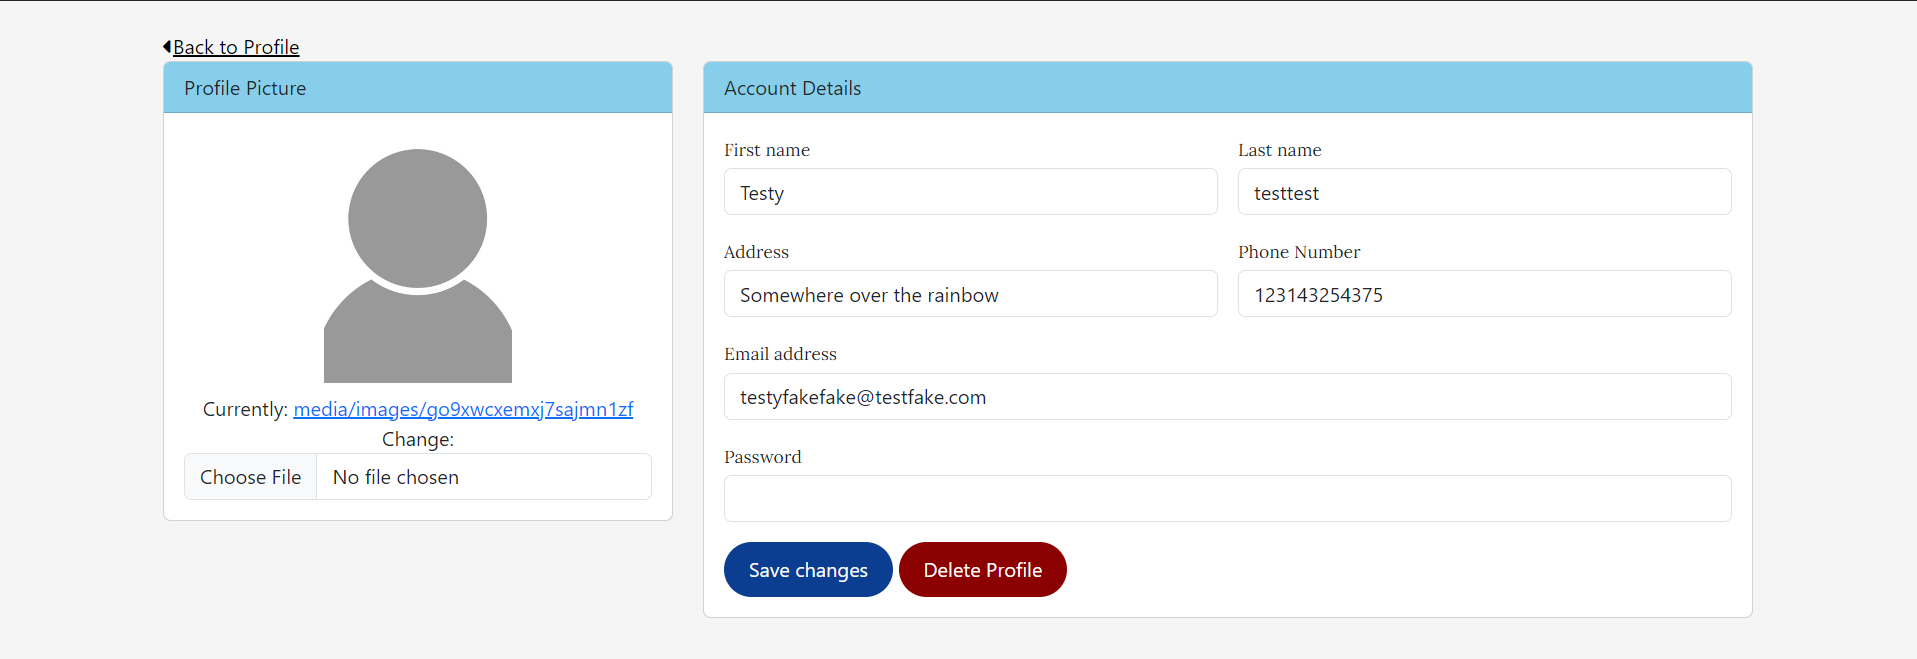 Back to Profile
Profile Picture
Currently: media/images/go9xwcxemxj7sajmn1zf
Change:
Choose File No file chosen
Account Details
First name
Testy
Last name
testtest
Address
Somewhere over the rainbow
Phone Number
123143254375
Email address
testyfakefake@testfake.com
Password
Save changes
Delete Profile